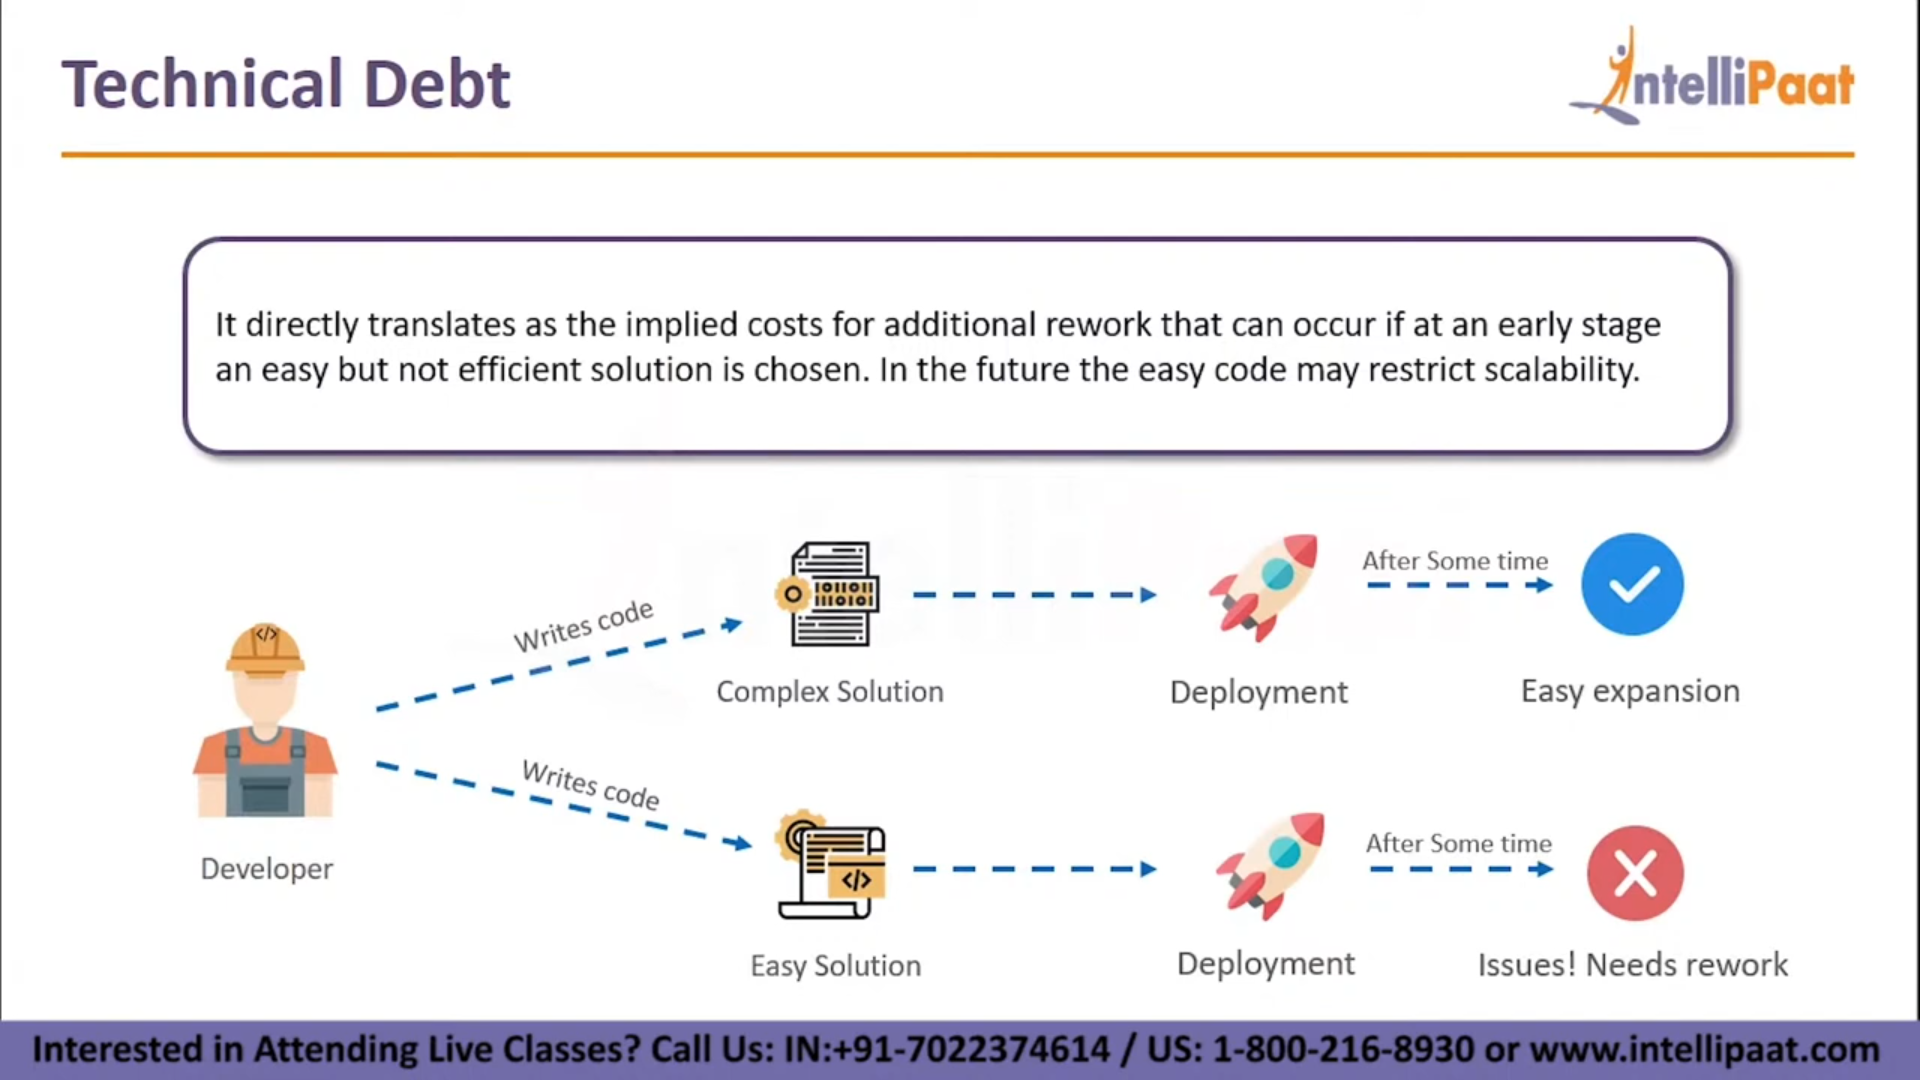 Technical Debt
IntelliPaat
It directly translates as the implied costs for additional rework that can occur if at an early stage
an easy but not efficient solution is chosen. In the future the easy code may restrict scalability.
After Some time
Writes code
Complex Solution
Deployment
Easy expansion
Writes code
After Some time
Developer
Easy Solution
Deployment
Issues! Needs rework
Interested in Attending Live Classes? Call Us: IN:+91-7022374614 / US: 1-800-216-8930 or www.intellipaat.com